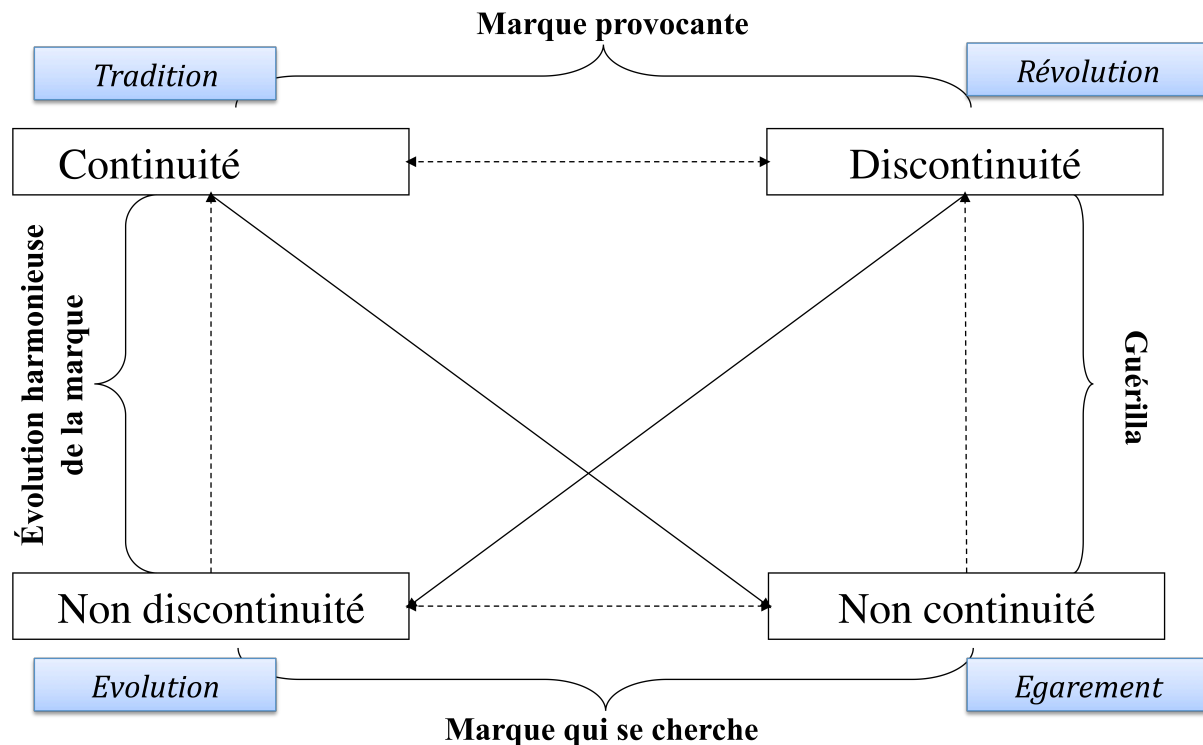 Marque provocante
Tradition
Révolution
Continuité
Discontinuité
Évolution harmonieuse
de la marque
Guérilla
Non discontinuité
Non continuité
Evolution
Egarement
Marque qui se cherche